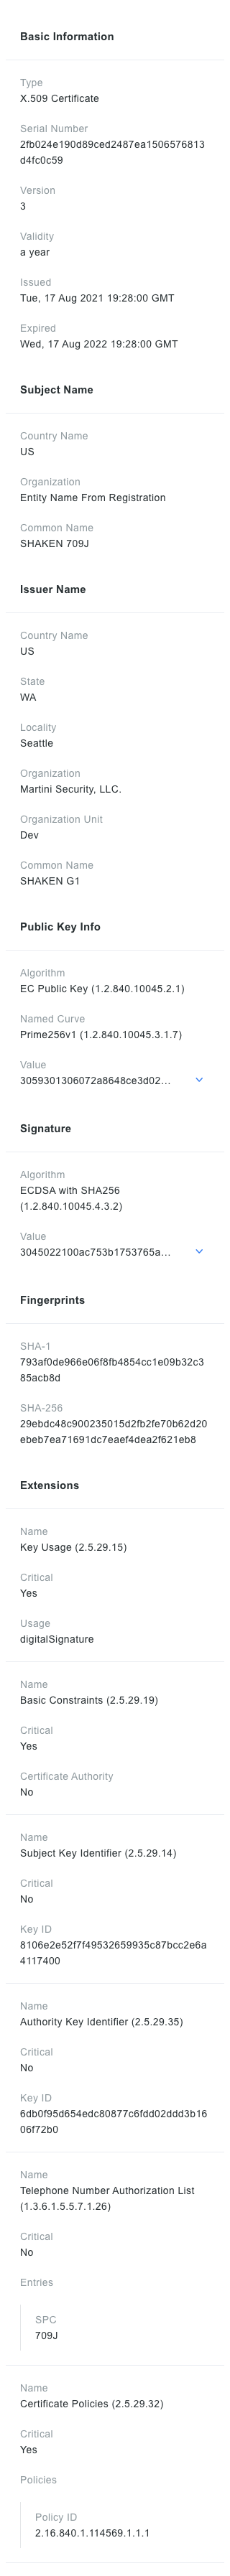 Basic Information
Type
X.509 Certificate
Serial Number
2fb024e190d89ced2487ea1506576813
d4fc0c59
Version
3
Validity
a year
Issued
Tue, 17 Aug 2021 19:28:00 GMT
Expired
Wed, 17 Aug 2022 19:28:00 GMT
Subject Name
Country Name
US
Organization
Entity Name From Registration
Common Name
SHAKEN 709J
Issuer Name
Country Name
US
State
WA
Locality
Seattle
Organization
Martini Security, LLC.
Organization Unit
Dev
Common Name
SHAKEN G1
Public Key Info
Algorithm
EC Public Key (1.2.840.10045.2.1)
Named Curve
Prime256v1 (1.2.840.10045.3.1.7)
Value
3059301306072a8648ce3d02...
Signature
Algorithm
ECDSA with SHA256
(1.2.840.10045.4.3.2)
Value
3045022100ac753b1753765a...
Fingerprints
SHA-1
793af0de966e06f8fb4854cc1e09b32c3
85acb8d
SHA-256
29ebdc48c900235015d2fb2fe70b62d20
ebeb7ea71691dc7eaef4dea2f621eb8
Extensions
Name
Key Usage (2.5.29.15)
Critical
Yes
Usage
digitalSignature
Name
Basic Constraints (2.5.29.19)
Critical
Yes
Certificate Authority
No
Name
Subject Key Identifier (2.5.29.14)
Critical
No
Key ID
8106e2e52f7f49532659935c87bcc2e6a
4117400
Name
Authority Key Identifier (2.5.29.35)
Critical
No
Key ID
6db0f95d654edc80877c6fdd02ddd3b16
06f72b0
Name
Telephone Number Authorization List
(1.3.6.1.5.5.7.1.26)
Critical
No
Entries
SPC
709J
Name
Certificate Policies (2.5.29.32)
Critical
Yes
Policies
Policy ID
2.16.840.1.114569.1.1.1